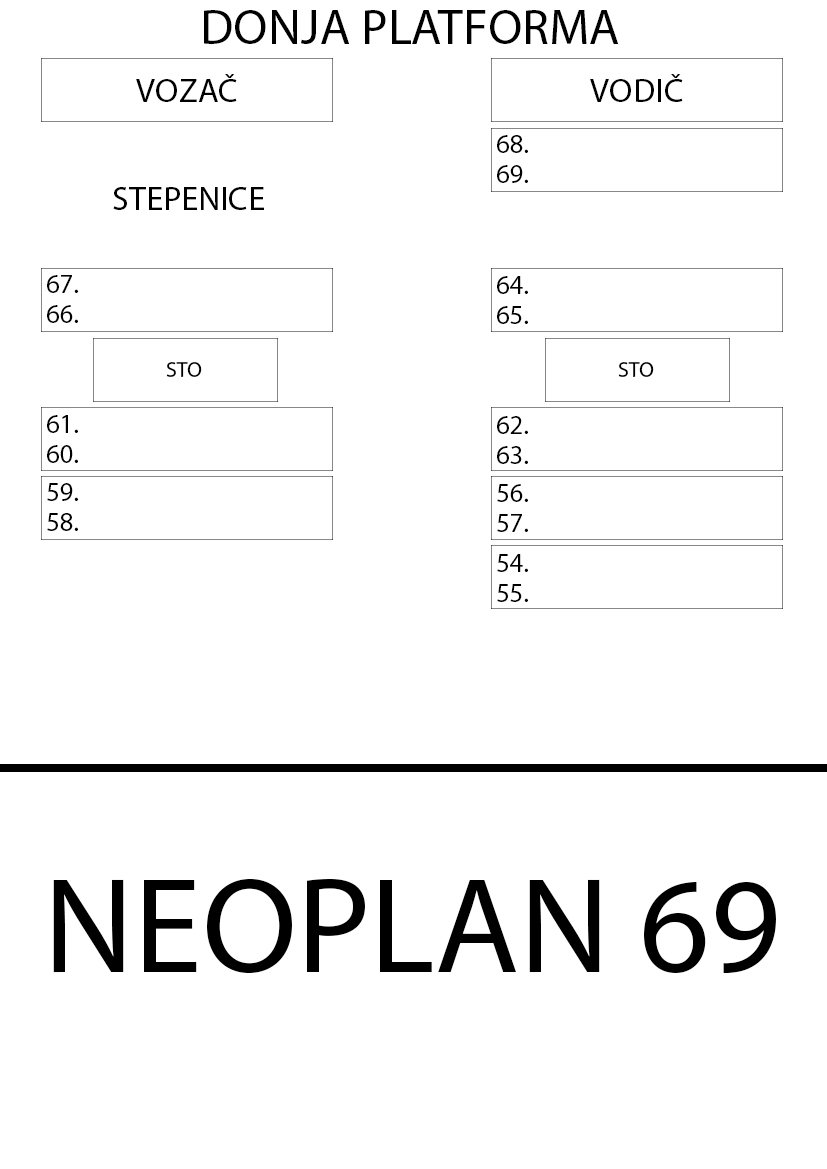 DONJA PLATFORMA
VOZAČ
VODIČ
68.
69.
STEPENICE
67.
66.
64.
65.
STO
STO
61.
60.
62.
63.
59.
58.
56.
57.
54.
55.
NEOPLAN 69